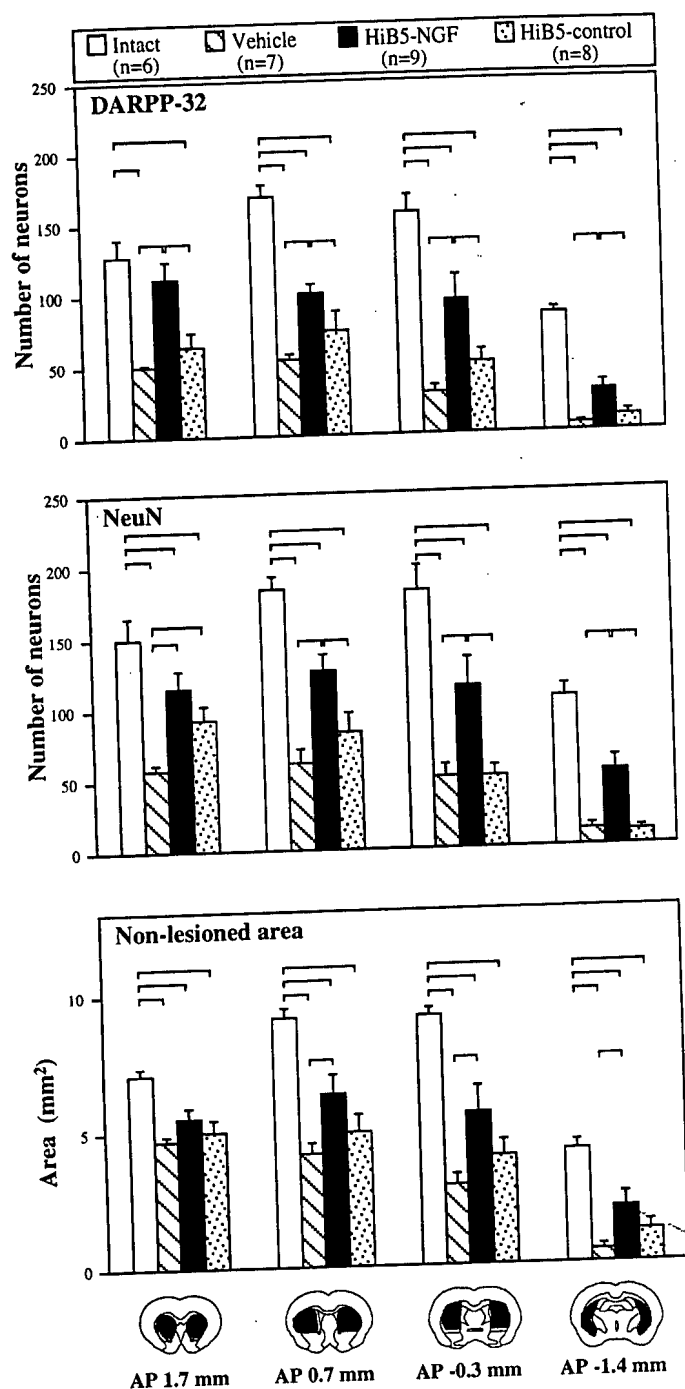 Intact Vehicle HiB5-NGF HiB5-control
(n=6) (n=7) (n=9) (n=8)
250
DARPP-32
200
150
100
50
0
Number of neurons
250
NeuN
200
150
100
50
0
Number of neurons
Non-lesioned area
10
5
0
Area (mm²)
AP 1.7 mm AP 0.7 mm AP -0.3 mm AP -1.4 mm